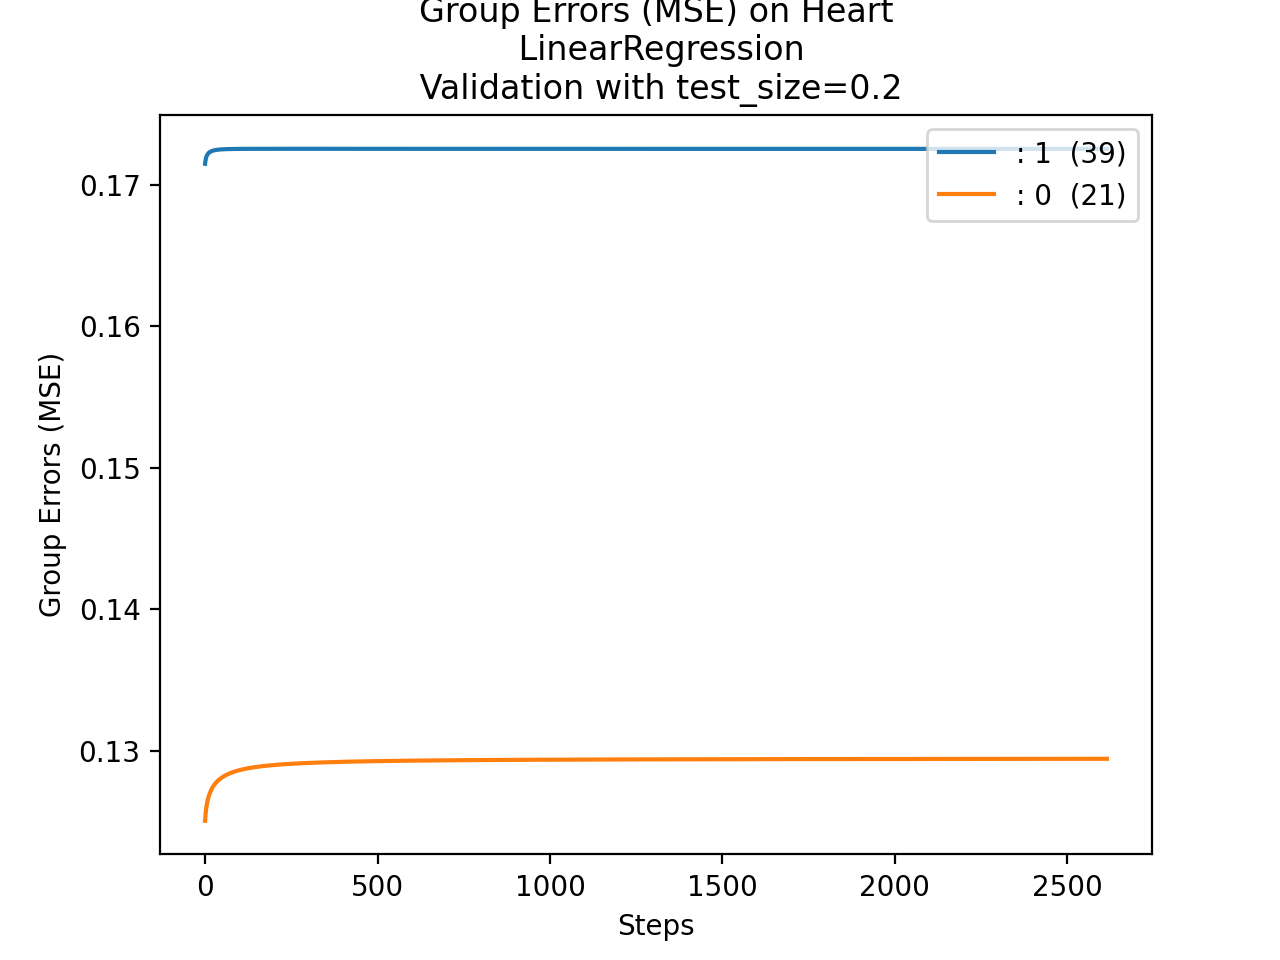 Group Errors (MSE) on Heart
LinearRegression
Validation with test_size=0.2
: 1 (39)
: 0 (21)
0.17
0.16
0.15
0.14
0.13
Group Errors (MSE)
0
500
1000
1500
2000
2500
Steps